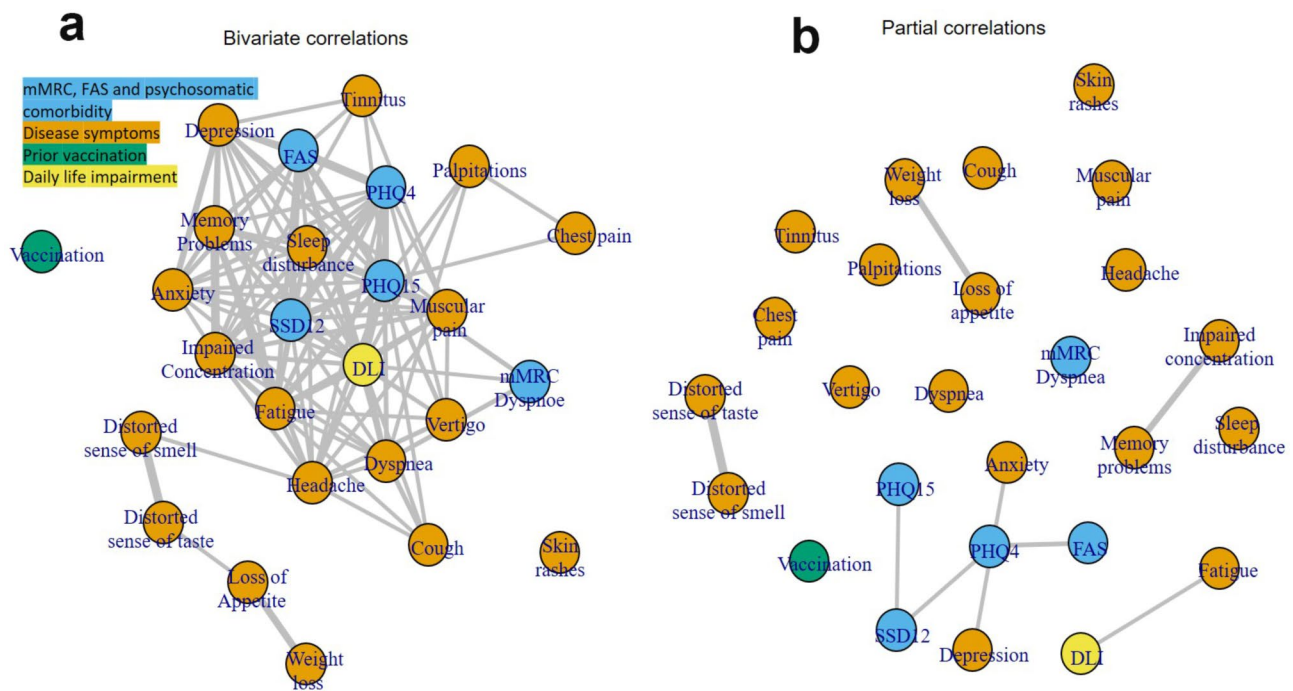 a
Bivariate correlations
mMRC, FAS and psychosomatic
comorbidity
Disease symptoms
Prior vaccination
Daily life impairment
Tinnitus
Depression
FAS
Palpitations
PHQ4
Memory
Problems
Sleep
disturbance
Chest pain
Vaccination
Anxiety
PHQ15
Muscular
pain
SSD12
Impaired
Concentration
DLI
mMRC
Dyspnoe
Fatigue
Vertigo
Distorted
sense of smell
Dyspnea
Headache
Distorted
sense of taste
Cough
Skin
rashes
Loss of
Appetite
Weight
loss
b
Partial correlations
Skin
rashes
Weight
loss
Cough
Muscular
pain
Tinnitus
Palpitations
Headache
Loss of
appetite
Chest
pain
Impaired
concentration
mMRC
Dyspnea
Distorted
sense of taste
Vertigo
Dyspnea
Sleep
disturbance
Memory
problems
Anxiety
PHQ15
Distorted
sense of smell
PHQ4
FAS
Vaccination
Fatigue
SSD12
Depression
DLI